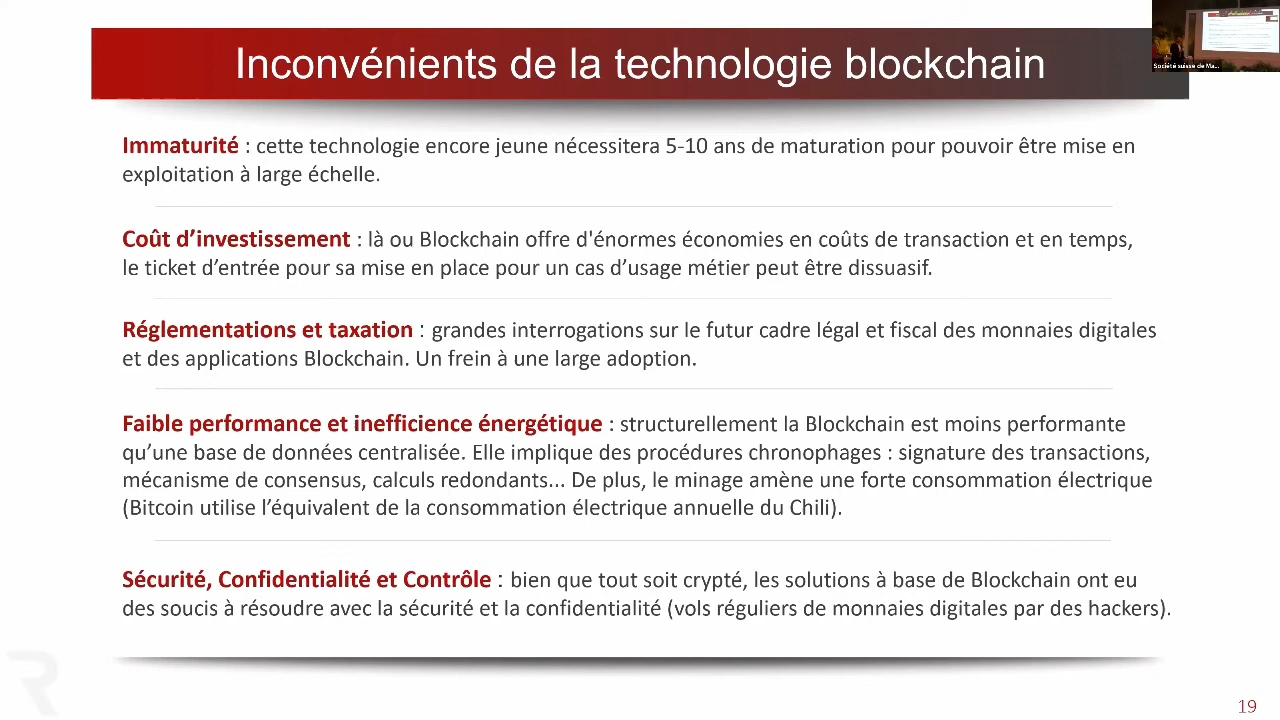 Inconvénients de la technologie blockchain
Société suisse de Ma...
Immaturité : cette technologie encore jeune nécessitera 5-10 ans de maturation pour pouvoir être mise en
exploitation à large échelle.
Coût d’investissement : là ou Blockchain offre d'énormes économies en coûts de transaction et en temps,
le ticket d’entrée pour sa mise en place pour un cas d’usage métier peut être dissuasif.
Réglementations et taxation : grandes interrogations sur le futur cadre légal et fiscal des monnaies digitales
et des applications Blockchain. Un frein à une large adoption.
Faible performance et inefficience énergétique : structurellement la Blockchain est moins performante
qu’une base de données centralisée. Elle implique des procédures chronophages : signature des transactions,
mécanisme de consensus, calculs redondants... De plus, le minage amène une forte consommation électrique
(Bitcoin utilise l’équivalent de la consommation électrique annuelle du Chili).
Sécurité, Confidentialité et Contrôle : bien que tout soit crypté, les solutions à base de Blockchain ont eu
des soucis à résoudre avec la sécurité et la confidentialité (vols réguliers de monnaies digitales par des hackers).
R
19